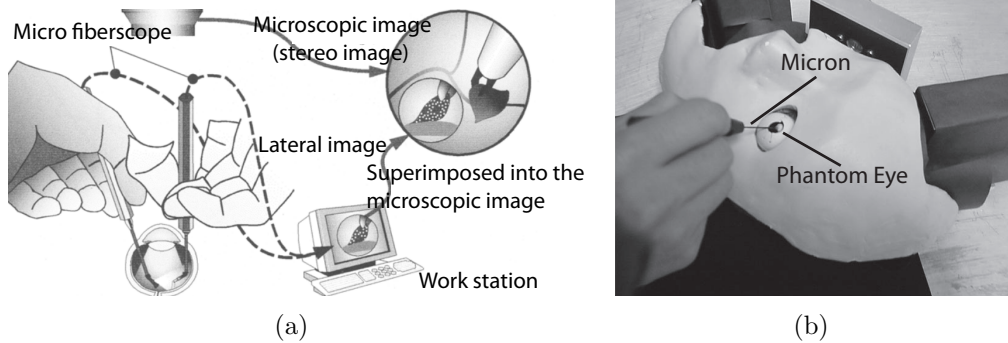 Micro fiberscope
Microscopic image
(stereo image)
Lateral image
Superimposed into the
microscopic image
Work station
(a)
Micron
Phantom Eye
(b)